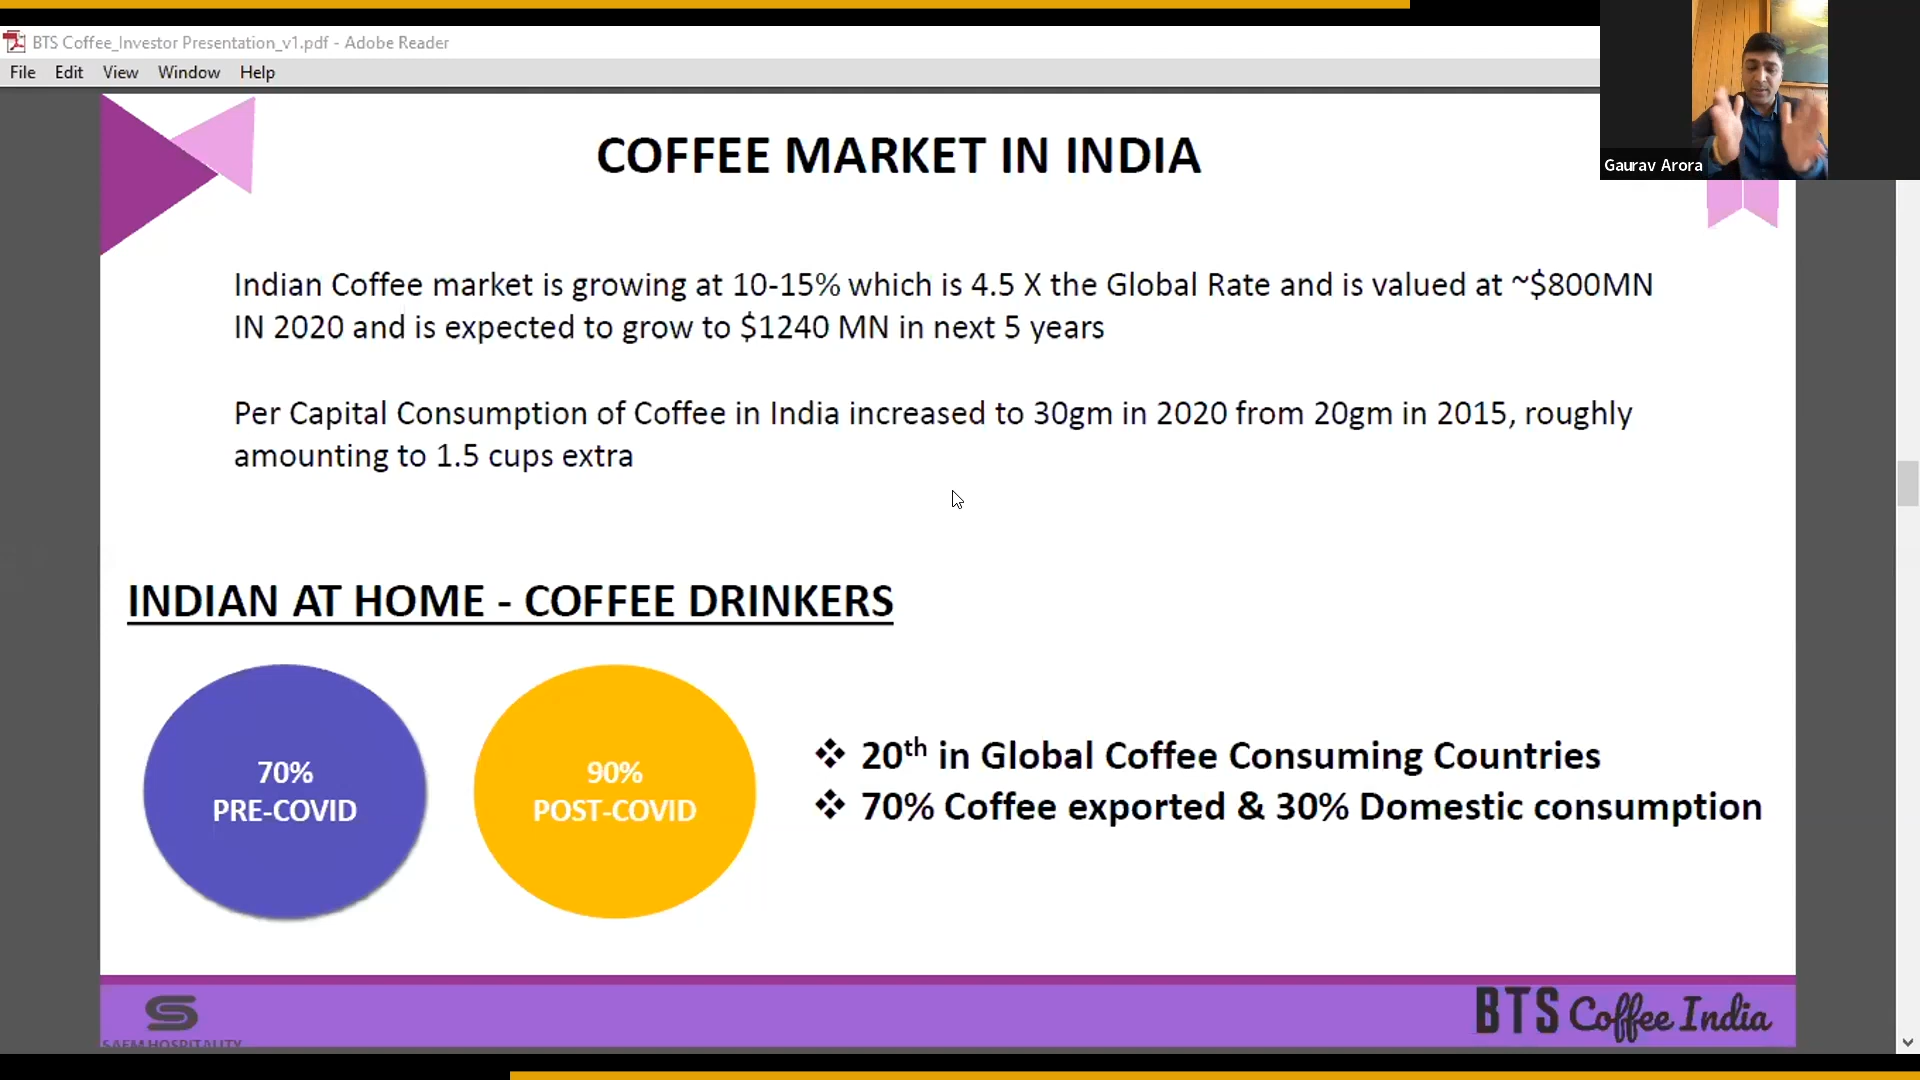 BTS Coffee_Investor Presentation_v1.pdf - Adobe Reader
File Edit View Window Help
Gaurav Arora
COFFEE MARKET IN INDIA
Indian Coffee market is growing at 10-15% which is 4.5 X the Global Rate and is valued at ~$800MN
IN 2020 and is expected to grow to $1240 MN in next 5 years
Per Capital Consumption of Coffee in India increased to 30gm in 2020 from 20gm in 2015, roughly
amounting to 1.5 cups extra
INDIAN AT HOME - COFFEE DRINKERS
70%
PRE-COVID
90%
POST-COVID
❖ 20th in Global Coffee Consuming Countries
❖ 70% Coffee exported & 30% Domestic consumption
SAEM HOSPITALITY
BTS Coffee India